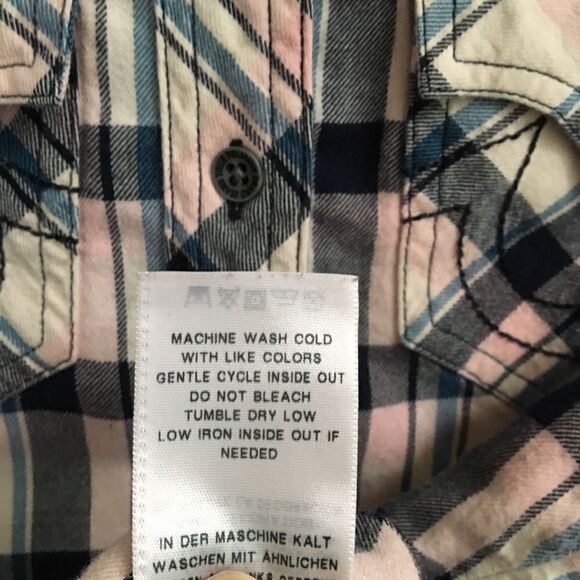 MACHINE WASH COLD
WITH LIKE COLORS
GENTLE CYCLE INSIDE OUT
DO NOT BLEACH
TUMBLE DRY LOW
LOW IRON INSIDE OUT IF
NEEDED
IN DER MASCHINE KALT
WASCHEN MIT ÄHNLICHEN